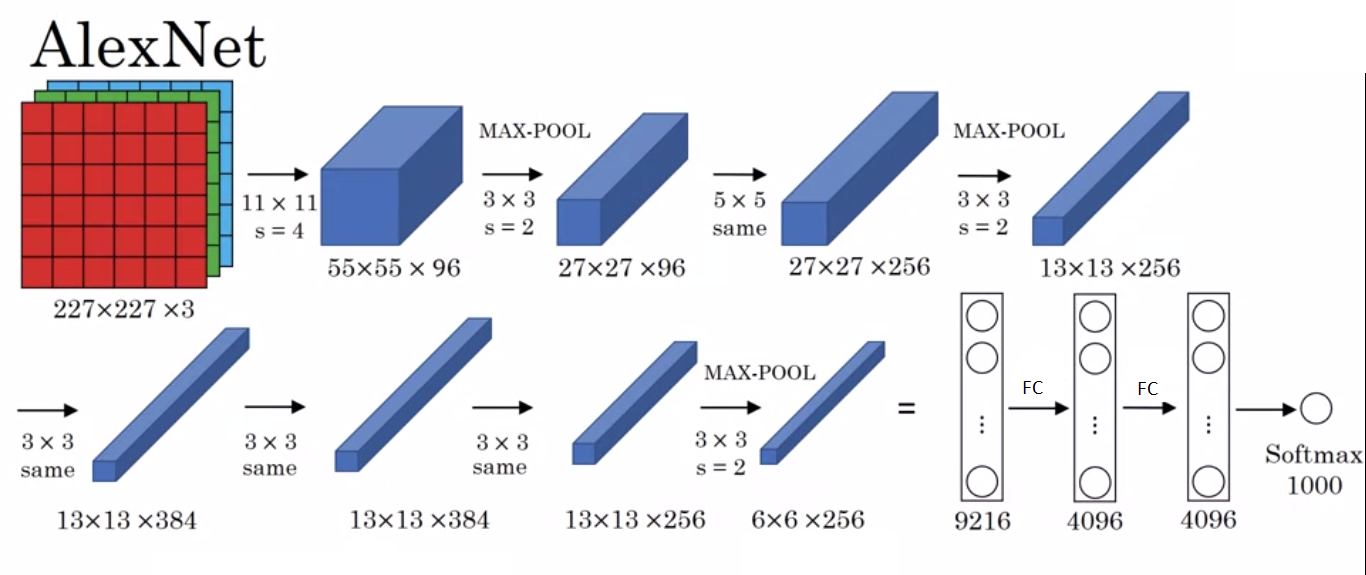 AlexNet
227×227 ×3
11 × 11
s = 4
55×55 × 96
MAX-POOL
3 × 3
s = 2
27×27 ×96
5 × 5
same
27×27 ×256
MAX-POOL
3 × 3
s = 2
13×13 ×256
3 × 3
same
13×13 ×384
3 × 3
same
13×13 ×384
3 × 3
same
13×13 ×256
MAX-POOL
3 × 3
s = 2
6×6 ×256
=
9216
FC
4096
FC
4096
Softmax
1000